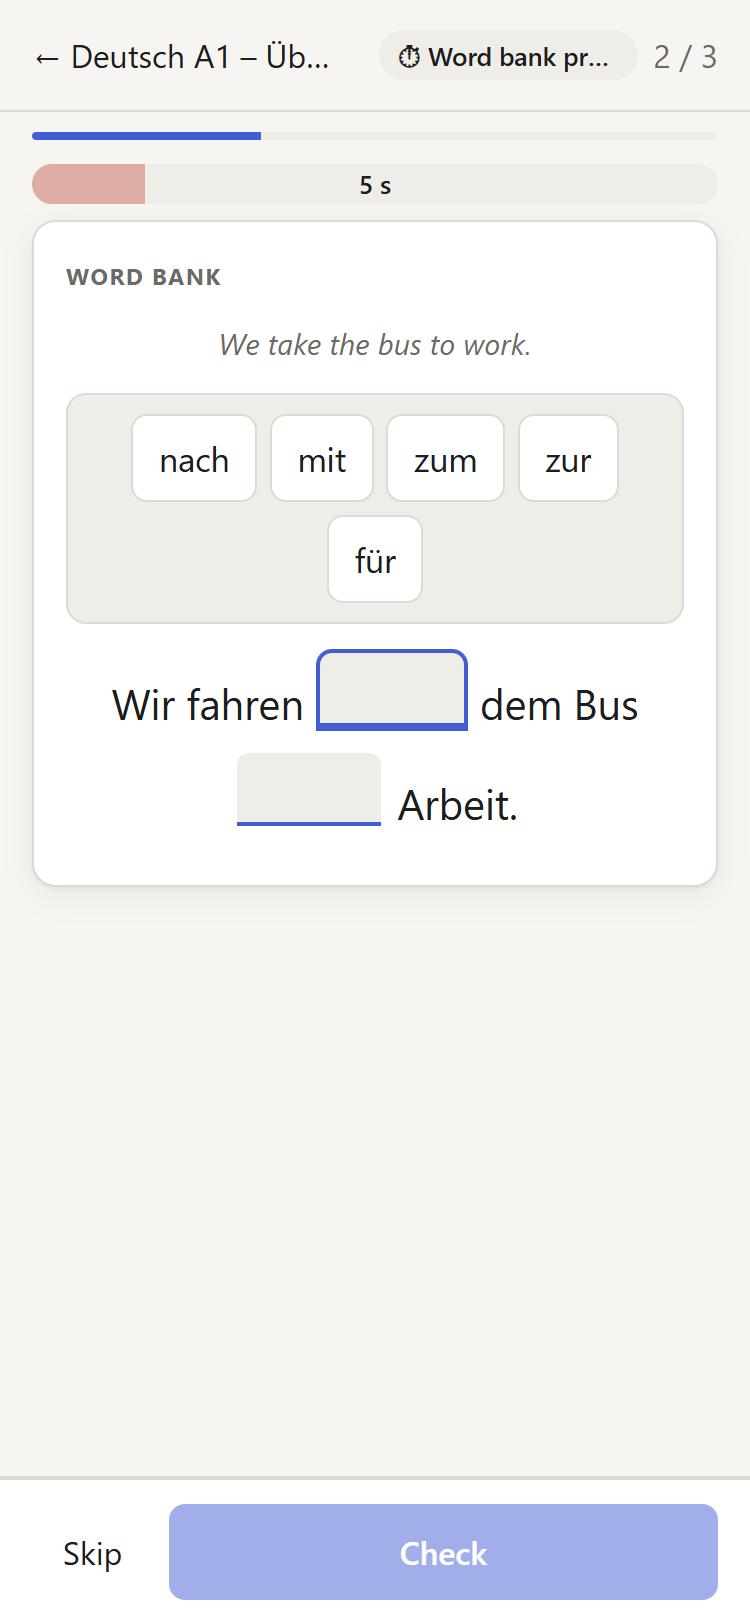 ← Deutsch A1 – Üb...
⏱ Word bank pr...
2 / 3
5 s
WORD BANK
We take the bus to work.
nach mit zum zur
für
Wir fahren dem Bus
Arbeit.
Skip Check